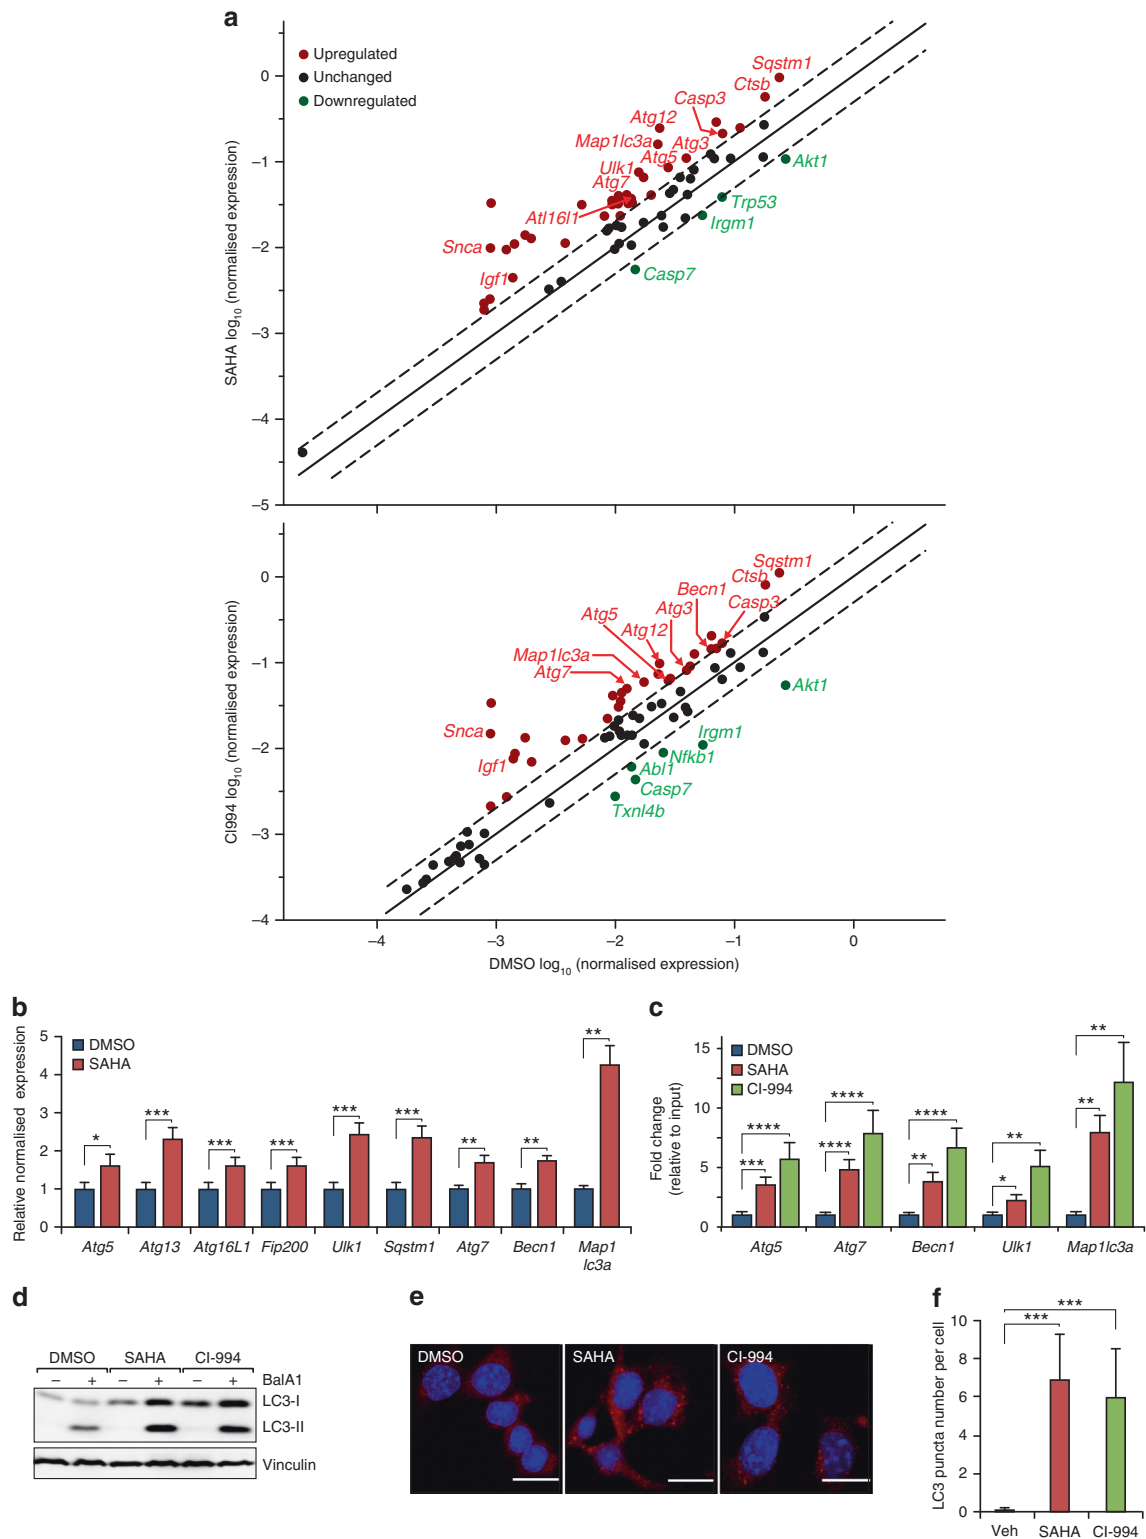 a
Upregulated
Unchanged
Downregulated
0
−1
−2
−3
−4
−5
SAHA log10 (normalised expression)
Sqstm1
Ctsb
Casp3
Atg12
Map1lc3a
Atg3
Atg5
Ulk1
Atg7
Atl16l1
Snca
Igf1
Akt1
Trp53
Irgm1
Casp7
0
−1
−2
−3
−4
CI994 log10 (normalised expression)
Sqstm1
Ctsb
Becn1
Casp3
Atg3
Atg5
Atg12
Map1lc3a
Atg7
Snca
Igf1
Akt1
Irgm1
Nfkb1
Abl1
Casp7
Txnl4b
−4 −3 −2 −1 0
DMSO log10 (normalised expression)
b
Relative normalised expression
5
4
3
2
1
0
DMSO
SAHA
* *** *** *** *** *** ** ** **
Atg5 Atg13 Atg16L1 Fip200 Ulk1 Sqstm1 Atg7 Becn1 Map1
lc3a
c
Fold change
(relative to input)
15
10
5
0
DMSO
SAHA
CI-994
**** **** **** ** **
*** **** ** * **
Atg5 Atg7 Becn1 Ulk1 Map1lc3a
d
DMSO SAHA CI-994
− + − + − + BalA1
LC3-I
LC3-II
Vinculin
e
DMSO SAHA CI-994
f
LC3 puncta number per cell
10
8
6
4
2
0
***
***
Veh SAHA CI-994